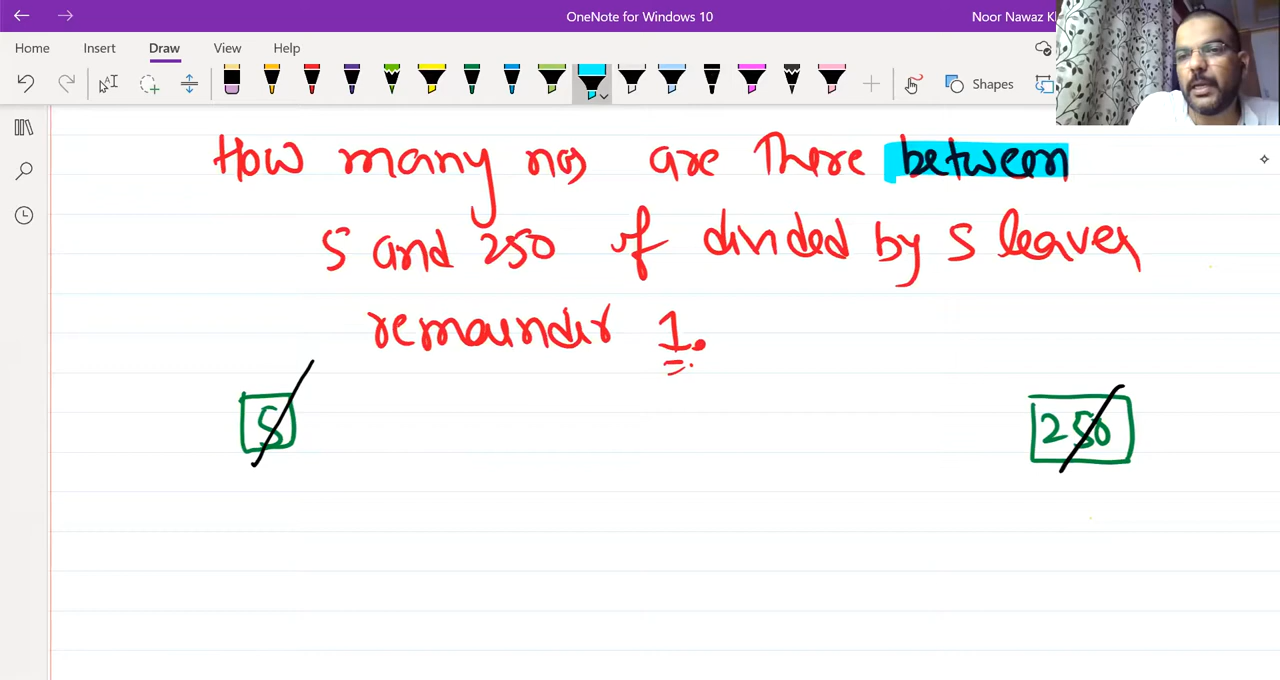 OneNote for Windows 10
Noor Nawaz Kh
Home Insert Draw View Help
Shapes
How many nos are there between
5 and 250 if divided by 5 leaves
remainder 1.
5 250